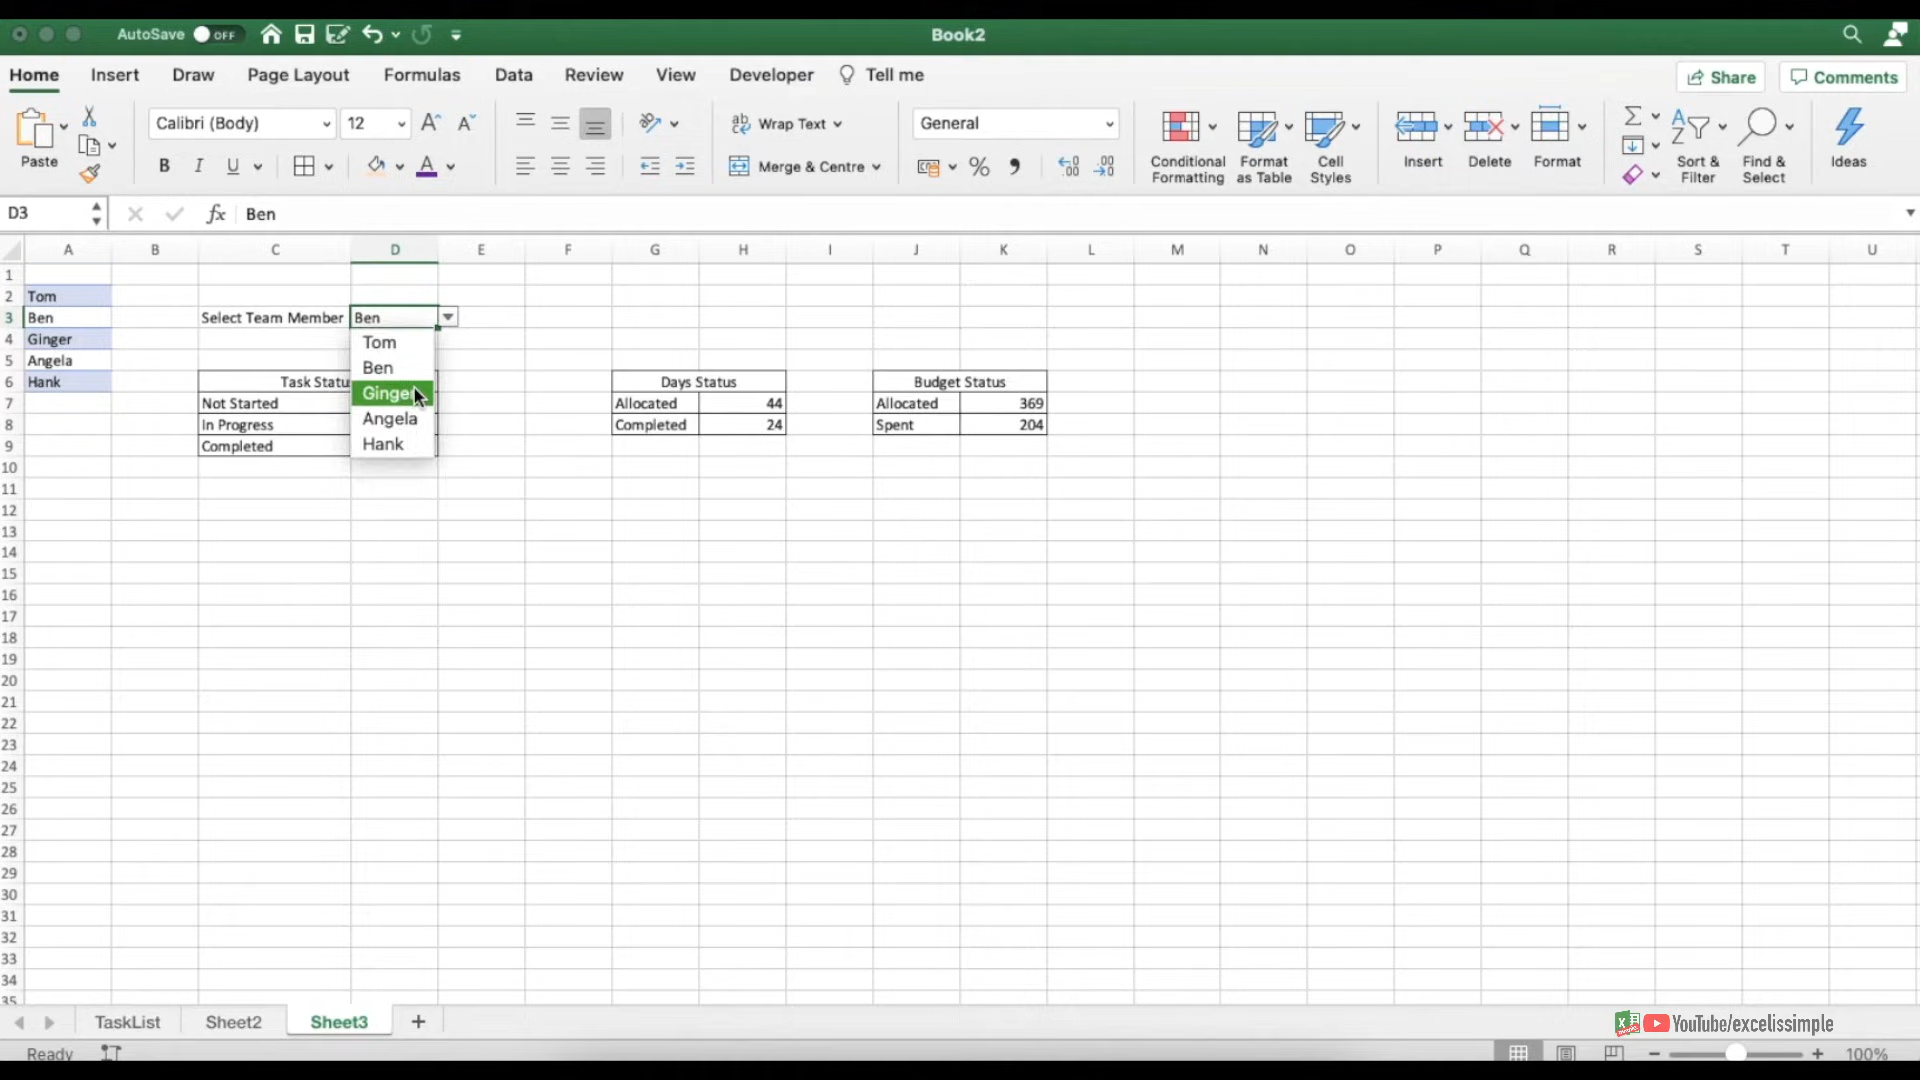 AutoSave OFF
Book2
Home Insert Draw Page Layout Formulas Data Review View Developer Tell me
Share Comments
Paste
Calibri (Body) 12
B I U A
Wrap Text
Merge & Centre
General
Conditional Formatting
Format as Table
Cell Styles
Insert
Delete
Format
Sort & Filter
Find & Select
Ideas
D3 fx Ben
A B C D E F G H I J K L M N O P Q R S T U
1
2 Tom
3 Ben Select Team Member Ben
Tom
4 Ginger
Ben
5 Angela
6 Hank Task Statu Days Status Budget Status
Ginger
7 Not Started Allocated 44 Allocated 369
Angela
8 In Progress Completed 24 Spent 204
Hank
9 Completed
10
11
12
13
14
15
16
17
18
19
20
21
22
23
24
25
26
27
28
29
30
31
32
33
34
35
TaskList Sheet2 Sheet3 +
YouTube/excelissimple
Ready
100%